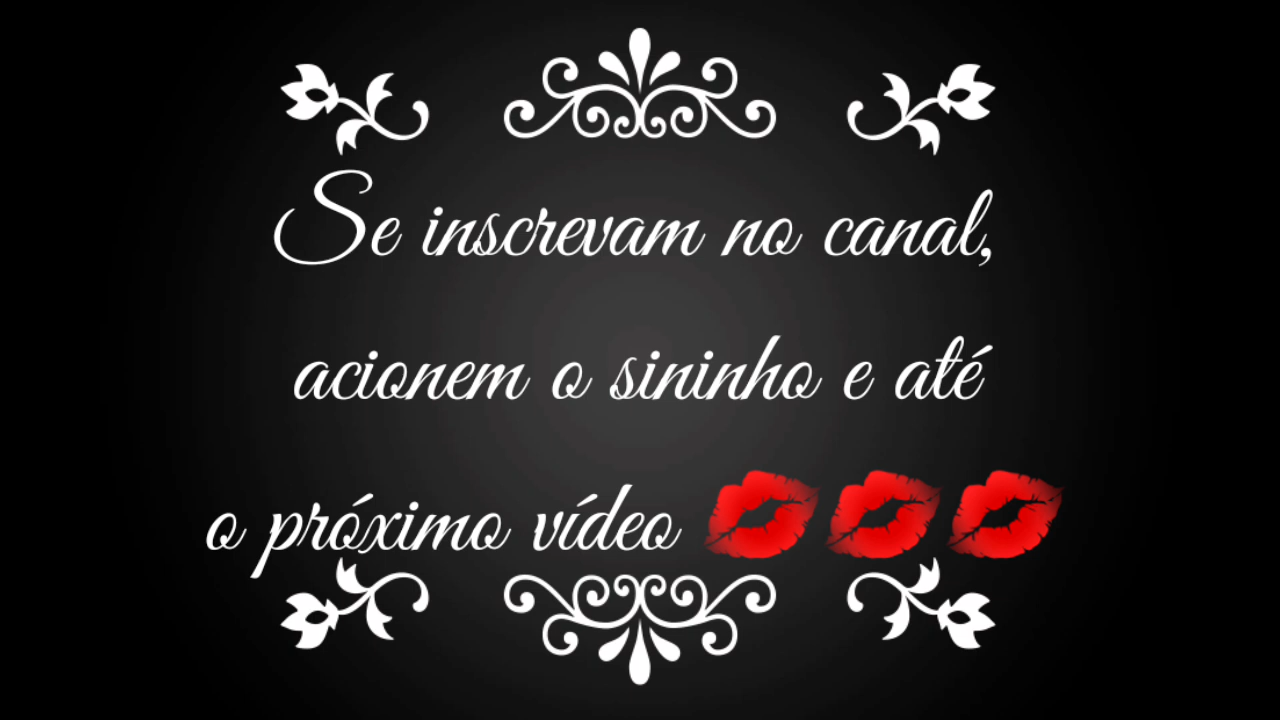 Se inscrevam no canal,
acionem o sininho e até
o próximo vídeo 💋💋💋